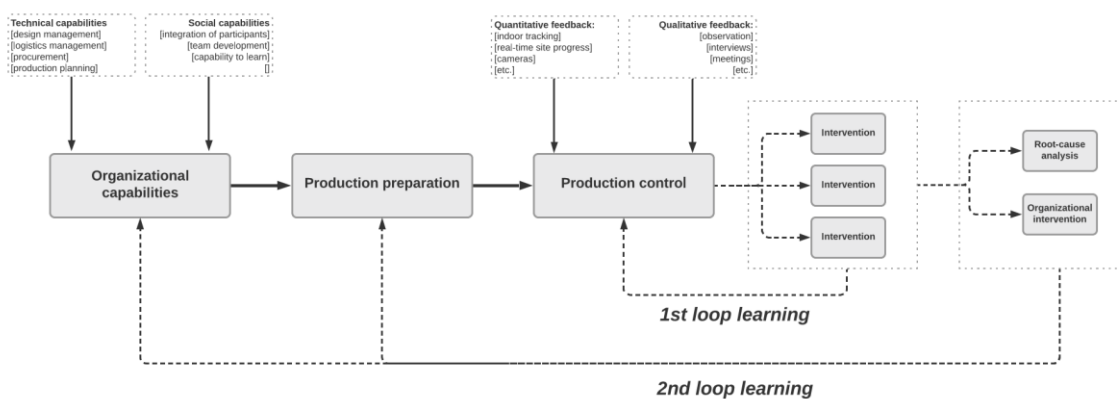 Technical capabilities
[design management]
[logistics management]
[procurement]
[production planning]
Social capabilities
[integration of participants]
[team development]
[capability to learn]
[]
Quantitative feedback:
[indoor tracking]
[real-time site progress]
[cameras]
[etc.]
Qualitative feedback:
[observation]
[interviews]
[meetings]
[etc.]
Organizational
capabilities
Production preparation
Production control
Intervention
Intervention
Intervention
Root-cause
analysis
Organizational
intervention
1st loop learning
2nd loop learning